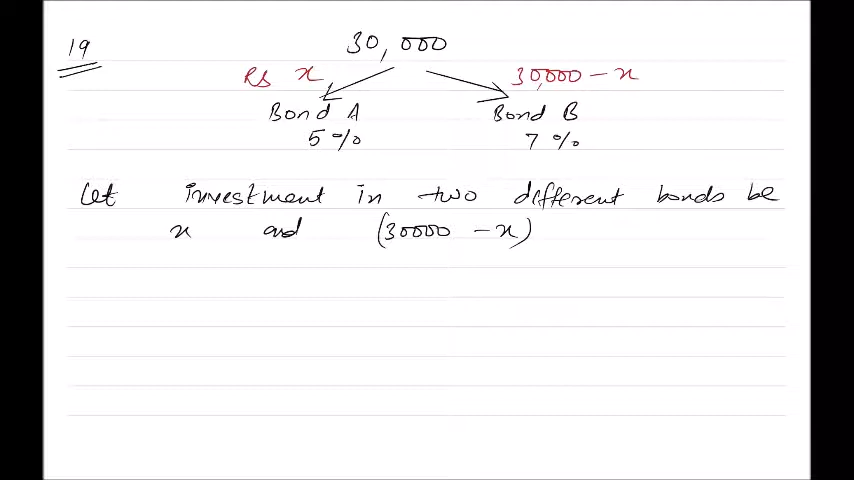 19
30,000
Rs x 30,000 - x
Bond A Bond B
5 % 7 %
Let investment in two different bonds be
x and (30000 - x)